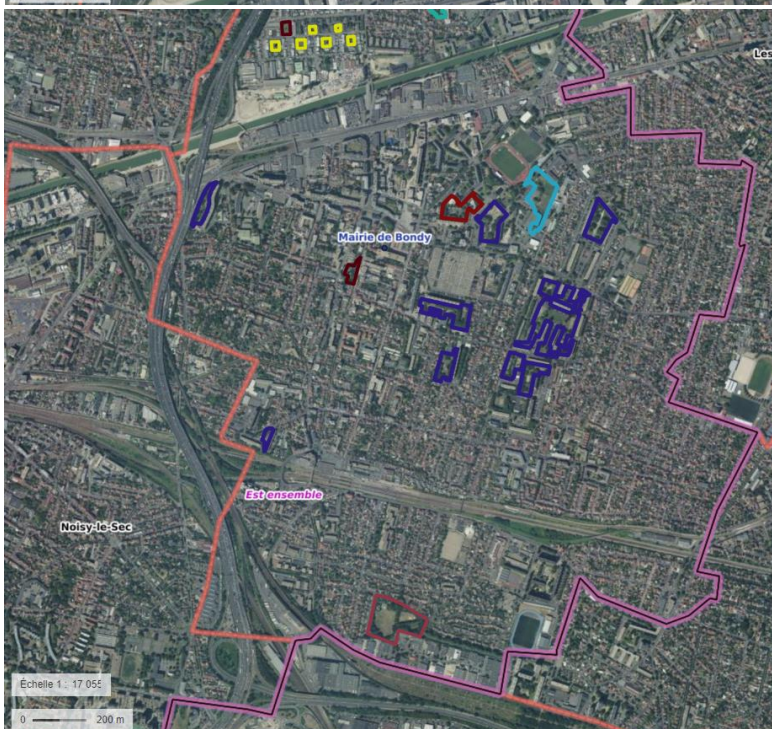 Les
Mairie de Bondy
Est ensemble
Noisy-le-Sec
Échelle 1 : 17 055
0 200 m